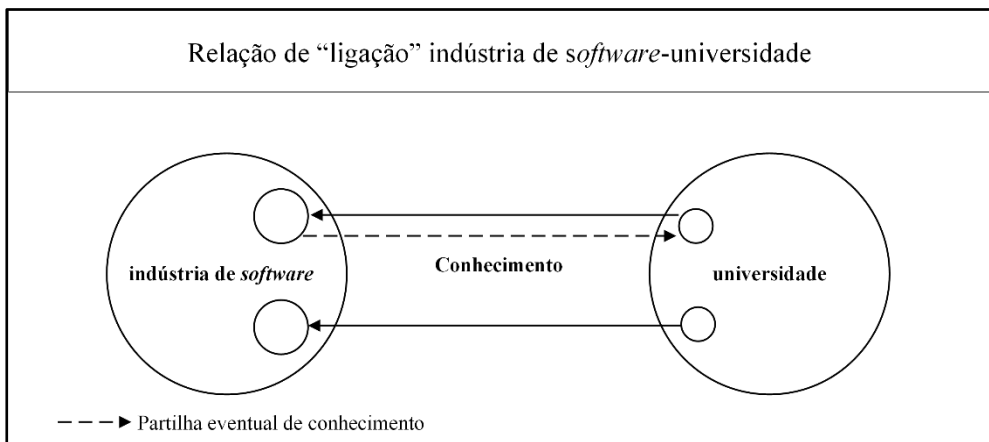 Relação de “ligação” indústria de software-universidade
indústria de software
Conhecimento
universidade
Partilha eventual de conhecimento